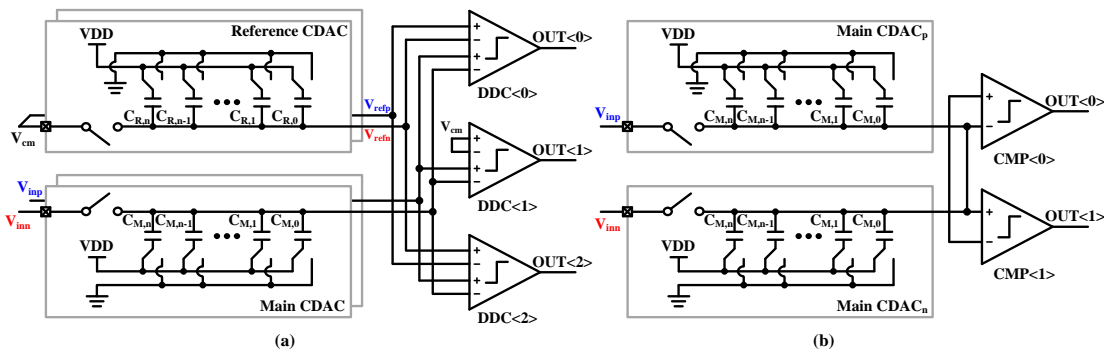 Reference CDAC
VDD
C_R,n C_R,n-1 C_R,1 C_R,0
V_cm
V_refp
V_refn
V_inp
V_inn
C_M,n C_M,n-1 C_M,1 C_M,0
VDD
Main CDAC
+
−
+
−
OUT<0>
DDC<0>
V_cm
+
−
+
−
OUT<1>
DDC<1>
+
−
+
−
OUT<2>
DDC<2>
(a)
Main CDAC_p
VDD
C_M,n C_M,n-1 C_M,1 C_M,0
V_inp
V_inn
C_M,n C_M,n-1 C_M,1 C_M,0
VDD
Main CDAC_n
+
−
OUT<0>
CMP<0>
+
−
OUT<1>
CMP<1>
(b)